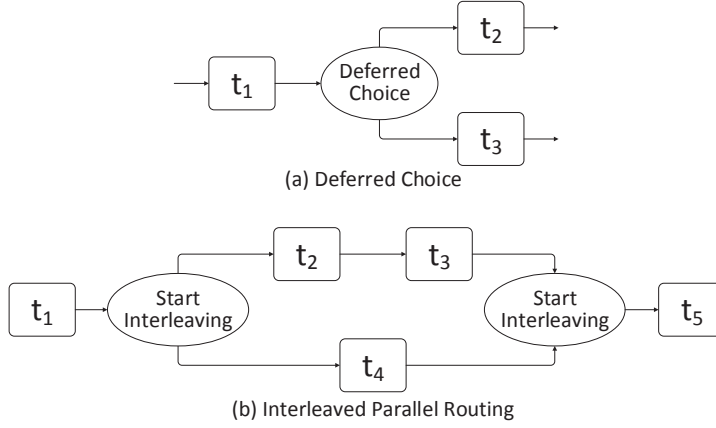 t2
t1
Deferred
Choice
t3
(a) Deferred Choice
t2
t3
t1
Start
Interleaving
Start
Interleaving
t5
t4
(b) Interleaved Parallel Routing